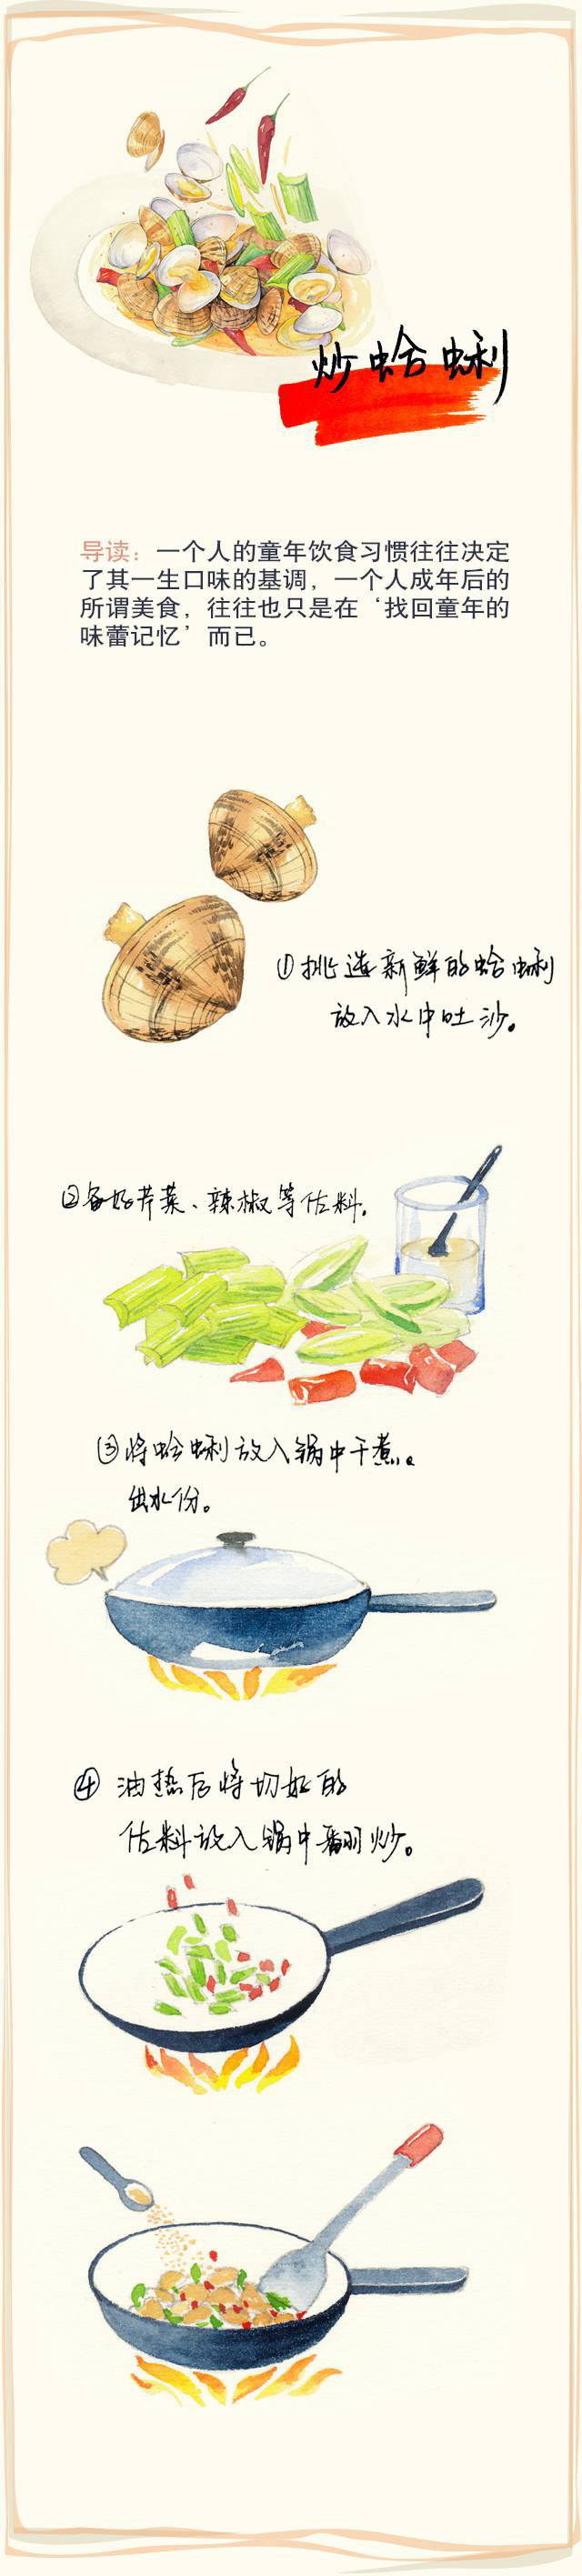 炒蛤蜊
导读：一个人的童年饮食习惯往往决定
了其一生口味的基调，一个人成年后的
所谓美食，往往也只是在‘找回童年的
味蕾记忆’而已。
①挑选新鲜的蛤蜊
放入水中吐沙。
②备好芹菜、辣椒等佐料。
③将蛤蜊放入锅中干煮。
出水份。
④ 油热后将切好的
佐料放入锅中翻炒。